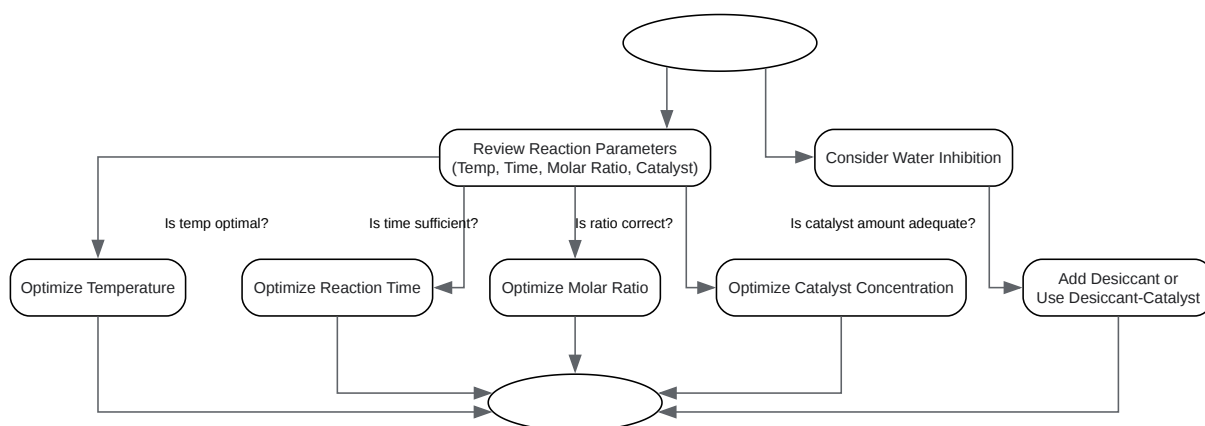 Review Reaction Parameters
(Temp, Time, Molar Ratio, Catalyst)
Consider Water Inhibition
Is temp optimal?
Is time sufficient?
Is ratio correct?
Is catalyst amount adequate?
Optimize Temperature
Optimize Reaction Time
Optimize Molar Ratio
Optimize Catalyst Concentration
Add Desiccant or
Use Desiccant-Catalyst